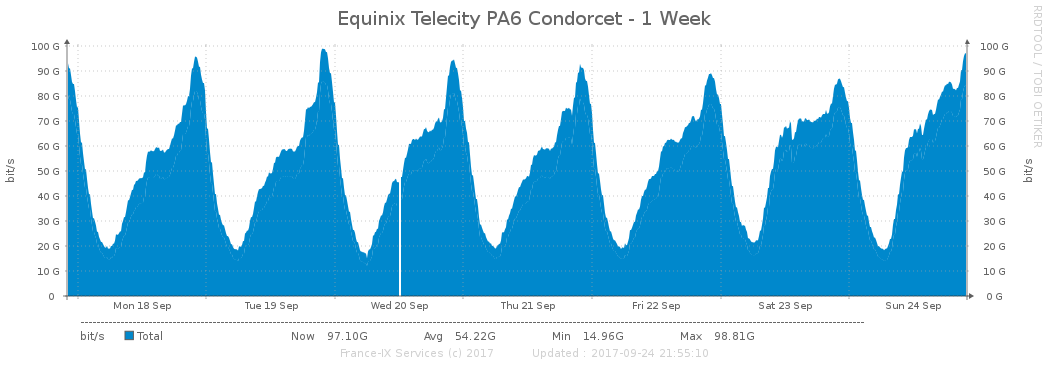 Equinix Telecity PA6 Condorcet - 1 Week
RRDTOOL / TOBI OETIKER
bit/s
100 G
90 G
80 G
70 G
60 G
50 G
40 G
30 G
20 G
10 G
0
100 G
90 G
80 G
70 G
60 G
50 G
40 G
30 G
20 G
10 G
0 G
bit/s
Mon 18 Sep Tue 19 Sep Wed 20 Sep Thu 21 Sep Fri 22 Sep Sat 23 Sep Sun 24 Sep
bit/s Total Now 97.10G Avg 54.22G Min 14.96G Max 98.81G
France-IX Services (c) 2017 Updated : 2017-09-24 21:55:10